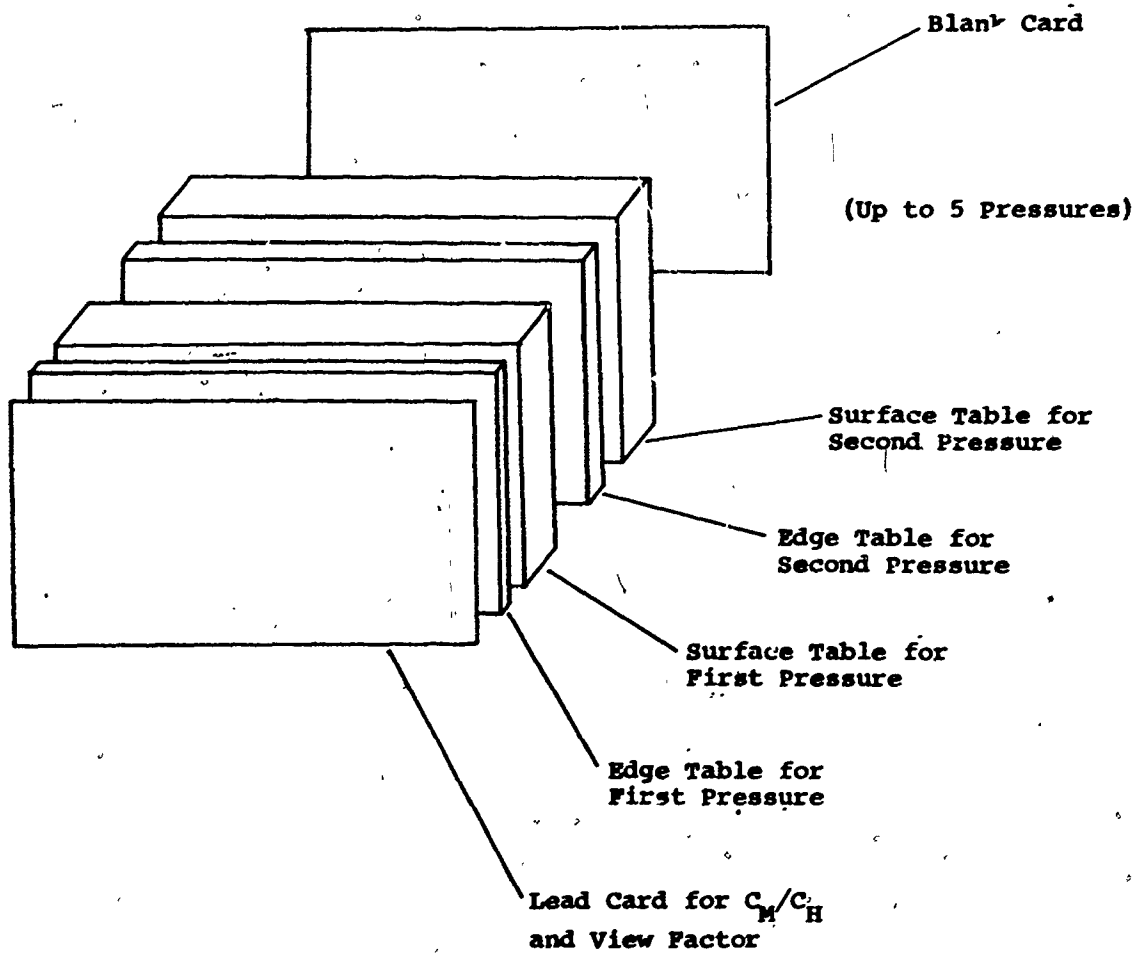 Blank Card
(Up to 5 Pressures)
Surface Table for
Second Pressure
Edge Table for
Second Pressure
Surface Table for
First Pressure
Edge Table for
First Pressure
Lead Card for C_M/C_H
and View Factor